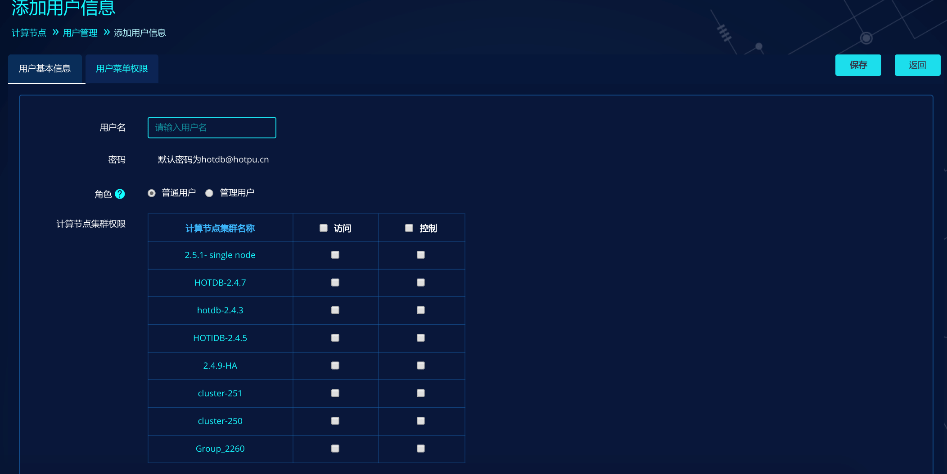 添加用户信息
计算节点 » 用户管理 » 添加用户信息
用户基本信息 用户菜单权限 保存 返回
用户名 请输入用户名
密码 默认密码为hotdb@hotpu.cn
角色 ? 普通用户 管理用户
计算节点集群权限
计算节点集群名称 访问 控制
2.5.1- single node
HOTDB-2.4.7
hotdb-2.4.3
HOTIDB-2.4.5
2.4.9-HA
cluster-251
cluster-250
Group_2260